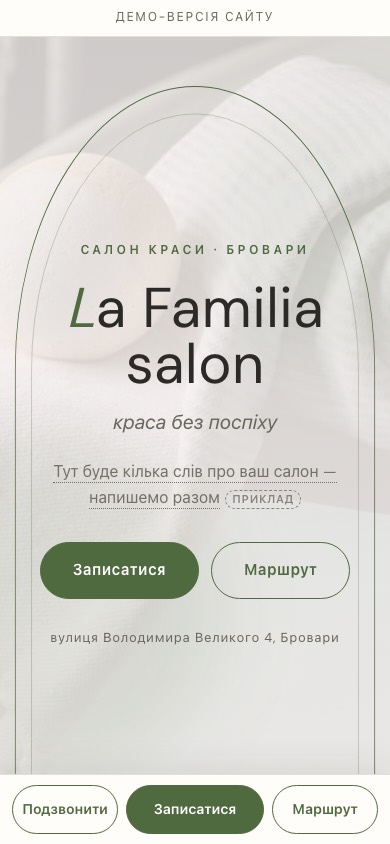 ДЕМО-ВЕРСІЯ САЙТУ
САЛОН КРАСИ · БРОВАРИ
La Familia
salon
краса без поспіху
Тут буде кілька слів про ваш салон —
напишемо разом ПРИКЛАД
Записатися Маршрут
вулиця Володимира Великого 4, Бровари
Подзвонити Записатися Маршрут